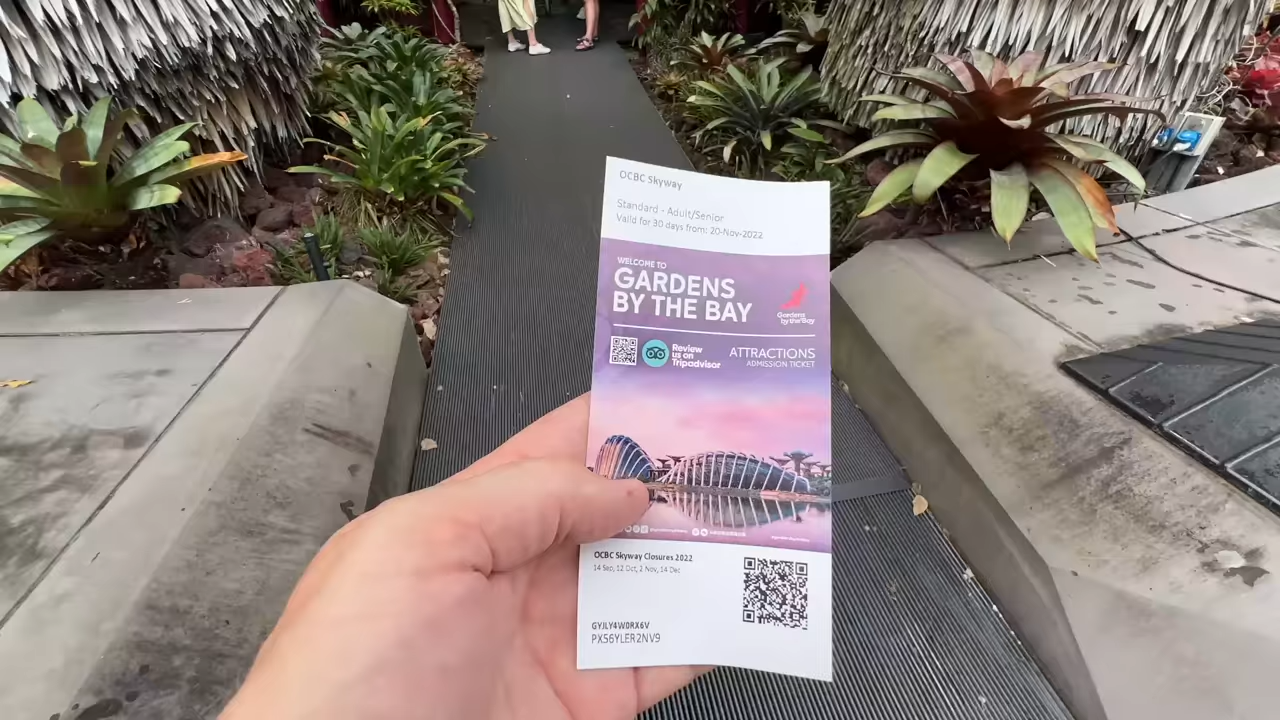 OCBC Skyway
Standard - Adult/Senior
Valid for 30 days from: 20-Nov-2022
WELCOME TO
GARDENS
BY THE BAY
Gardens
by the Bay
Review
us on
Tripadvisor
ATTRACTIONS
ADMISSION TICKET
OCBC Skyway Closures 2022
14 Sep, 12 Oct, 2 Nov, 14 Dec
GYJLY4W0RX6V
PX56YLER2NV9